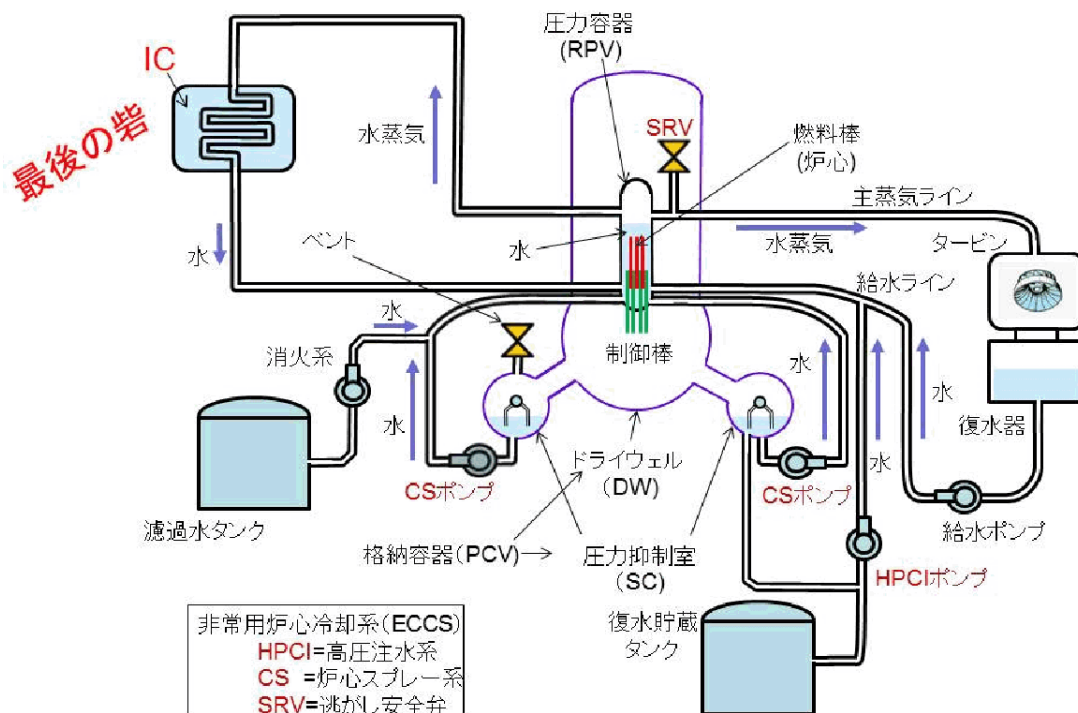 圧力容器
(RPV)
IC
最後の砦
SRV
燃料棒
(炉心)
水蒸気
主蒸気ライン
水
水蒸気
タービン
ベント
水
給水ライン
水
消火系
制御棒
水
水
水
水
復水器
ドライウェル
(DW)
CSポンプ
CSポンプ
濾過水タンク
給水ポンプ
格納容器(PCV)
圧力抑制室
(SC)
HPCIポンプ
復水貯蔵
タンク
非常用炉心冷却系(ECCS)
HPCI=高圧注水系
CS =炉心スプレー系
SRV=逃がし安全弁